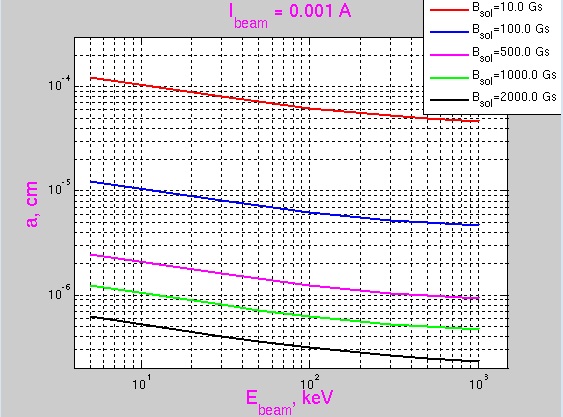 I_beam = 0.001 A
B_sol=10.0 Gs
B_sol=100.0 Gs
B_sol=500.0 Gs
B_sol=1000.0 Gs
B_sol=2000.0 Gs
a, cm
10^-4
10^-5
10^-6
10^1
10^2
10^3
E_beam, keV